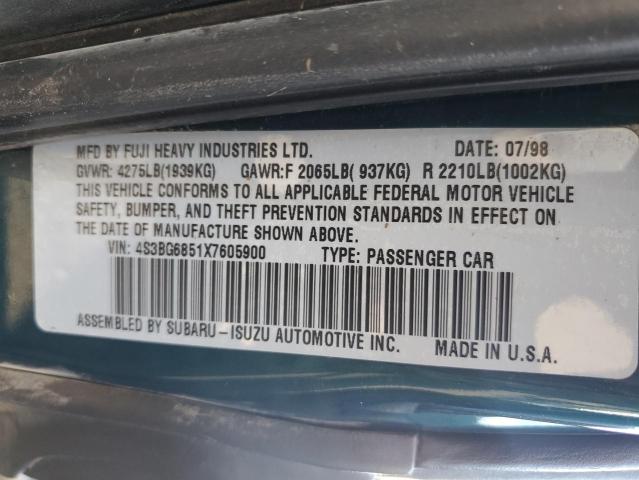 MFD BY FUJI HEAVY INDUSTRIES LTD. DATE: 07/98
GVWR: 4275LB(1939KG) GAWR:F 2065LB( 937KG) R 2210LB(1002KG)
THIS VEHICLE CONFORMS TO ALL APPLICABLE FEDERAL MOTOR VEHICLE
SAFETY, BUMPER, AND THEFT PREVENTION STANDARDS IN EFFECT ON
THE DATE OF MANUFACTURE SHOWN ABOVE.
VIN: 4S3BG6851X7605900 TYPE: PASSENGER CAR
ASSEMBLED BY SUBARU-ISUZU AUTOMOTIVE INC. MADE IN U.S.A.